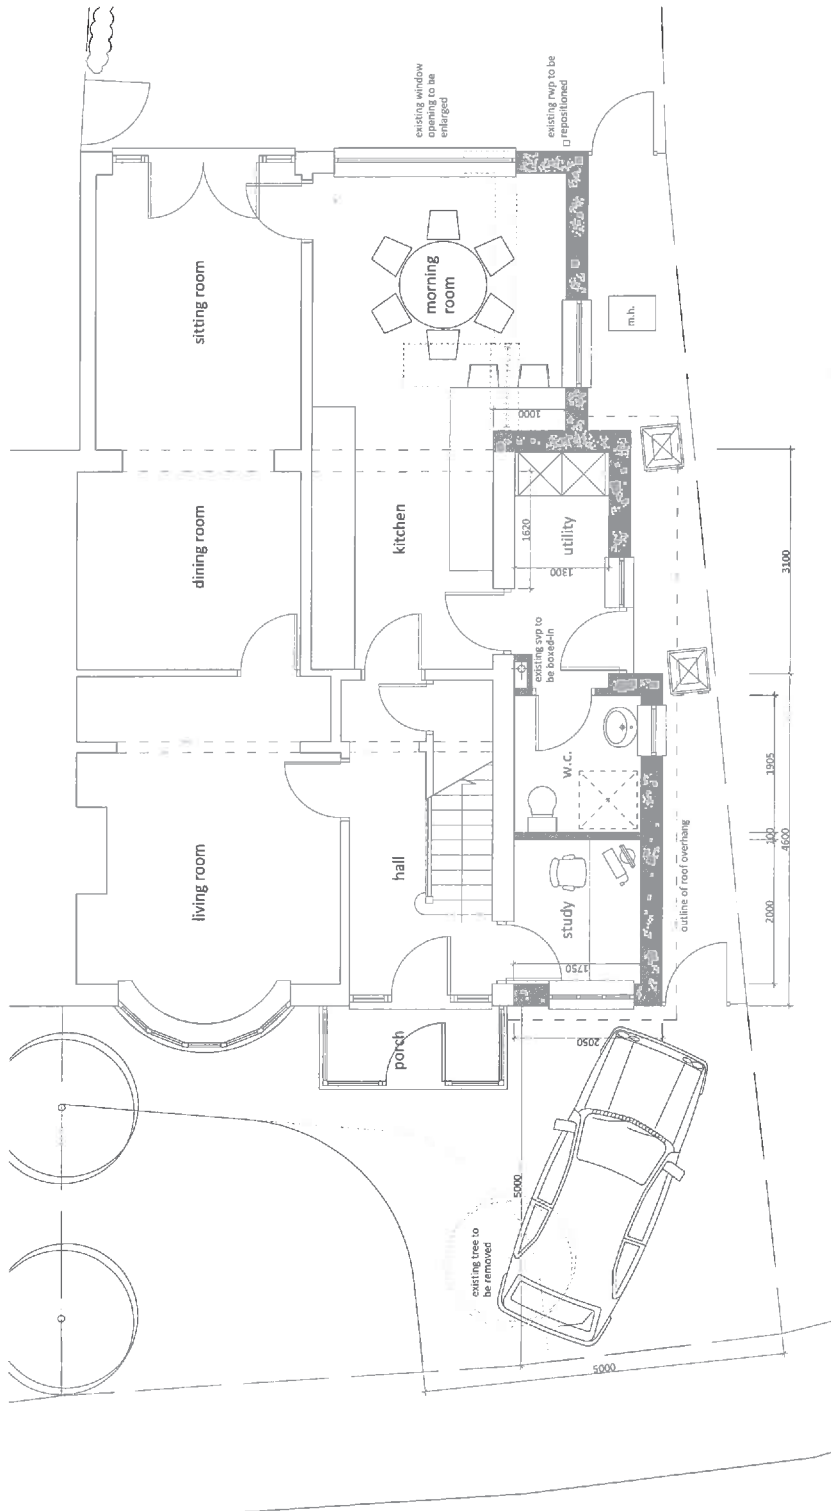 existing window
opening to be
enlarged
existing rwp to be
repositioned
sitting room
morning
room
m.h.
1000
dining room
kitchen
1620
utility
1300
3100
existing svp to
be boxed-in
w.c.
1905
100
4600
living room
hall
study
1750
2000
outline of roof overhang
porch
2050
5000
existing tree to
be removed
5000